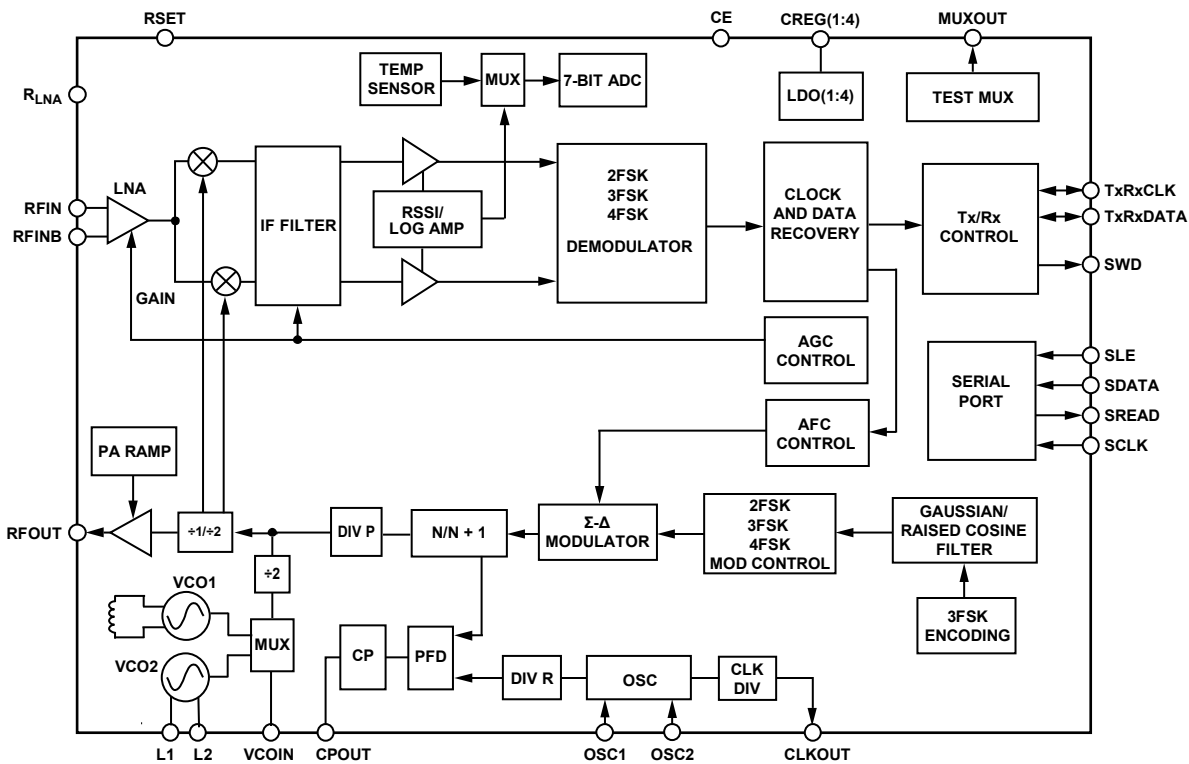 RSET
CE
CREG(1:4)
MUXOUT
TEMP
SENSOR
MUX
7-BIT ADC
LDO(1:4)
TEST MUX
RLNA
LNA
RFIN
RFINB
GAIN
IF FILTER
RSSI/
LOG AMP
2FSK
3FSK
4FSK
DEMODULATOR
CLOCK
AND DATA
RECOVERY
Tx/Rx
CONTROL
TxRxCLK
TxRxDATA
SWD
AGC
CONTROL
SERIAL
PORT
SLE
SDATA
SREAD
SCLK
AFC
CONTROL
PA RAMP
RFOUT
÷1/÷2
DIV P
N/N + 1
Σ-Δ
MODULATOR
2FSK
3FSK
4FSK
MOD CONTROL
GAUSSIAN/
RAISED COSINE
FILTER
÷2
VCO1
3FSK
ENCODING
MUX
VCO2
CP
PFD
DIV R
OSC
CLK
DIV
L1
L2
VCOIN
CPOUT
OSC1
OSC2
CLKOUT